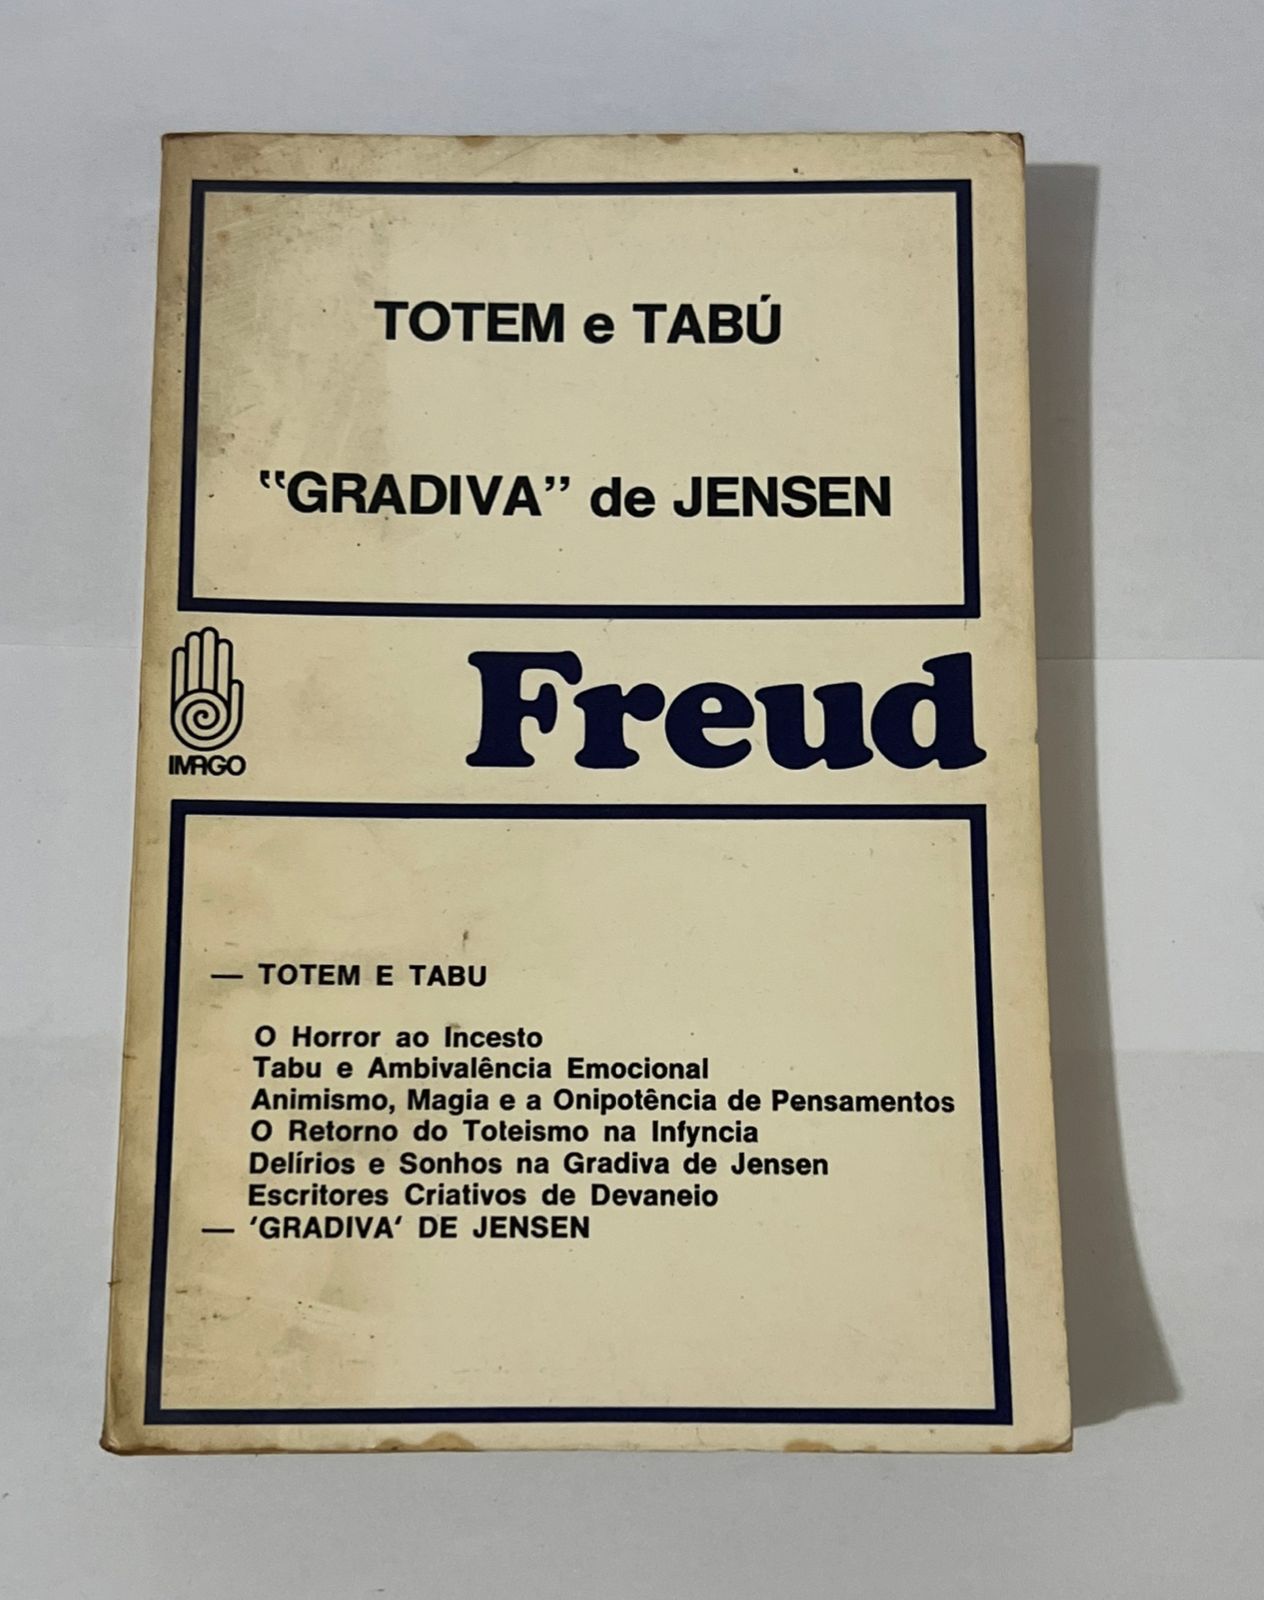 TOTEM e TABÚ
"GRADIVA" de JENSEN
IMAGO
Freud
— TOTEM E TABU
O Horror ao Incesto
Tabu e Ambivalência Emocional
Animismo, Magia e a Onipotência de Pensamentos
O Retorno do Toteismo na Infyncia
Delírios e Sonhos na Gradiva de Jensen
Escritores Criativos de Devaneio
— 'GRADIVA' DE JENSEN